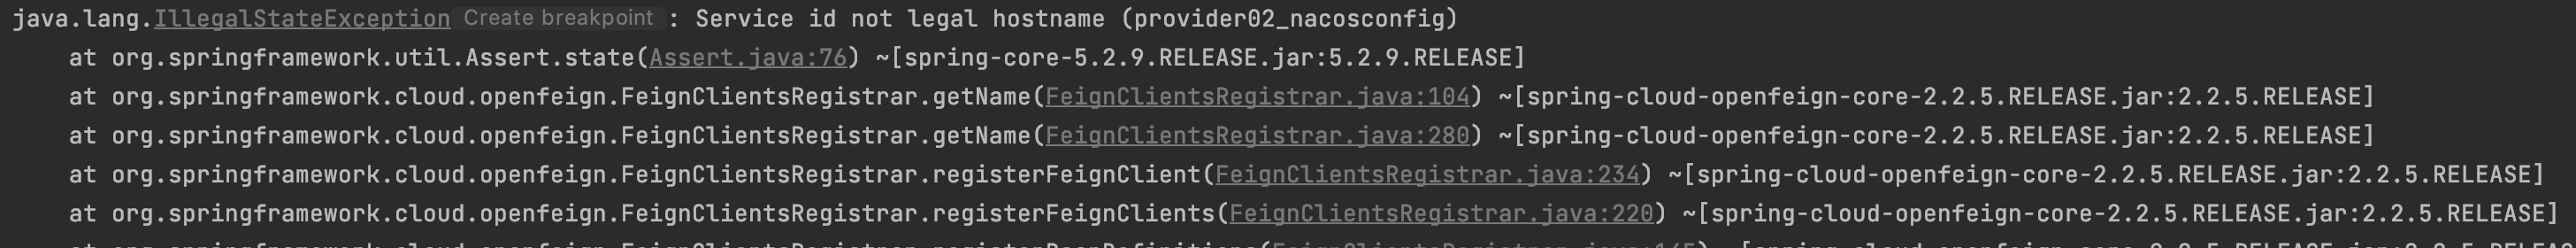 java.lang.IllegalStateException Create breakpoint : Service id not legal hostname (provider02_nacosconfig)
at org.springframework.util.Assert.state(Assert.java:76) ~[spring-core-5.2.9.RELEASE.jar:5.2.9.RELEASE]
at org.springframework.cloud.openfeign.FeignClientsRegistrar.getName(FeignClientsRegistrar.java:104) ~[spring-cloud-openfeign-core-2.2.5.RELEASE.jar:2.2.5.RELEASE]
at org.springframework.cloud.openfeign.FeignClientsRegistrar.getName(FeignClientsRegistrar.java:280) ~[spring-cloud-openfeign-core-2.2.5.RELEASE.jar:2.2.5.RELEASE]
at org.springframework.cloud.openfeign.FeignClientsRegistrar.registerFeignClient(FeignClientsRegistrar.java:234) ~[spring-cloud-openfeign-core-2.2.5.RELEASE.jar:2.2.5.RELEASE]
at org.springframework.cloud.openfeign.FeignClientsRegistrar.registerFeignClients(FeignClientsRegistrar.java:220) ~[spring-cloud-openfeign-core-2.2.5.RELEASE.jar:2.2.5.RELEASE]